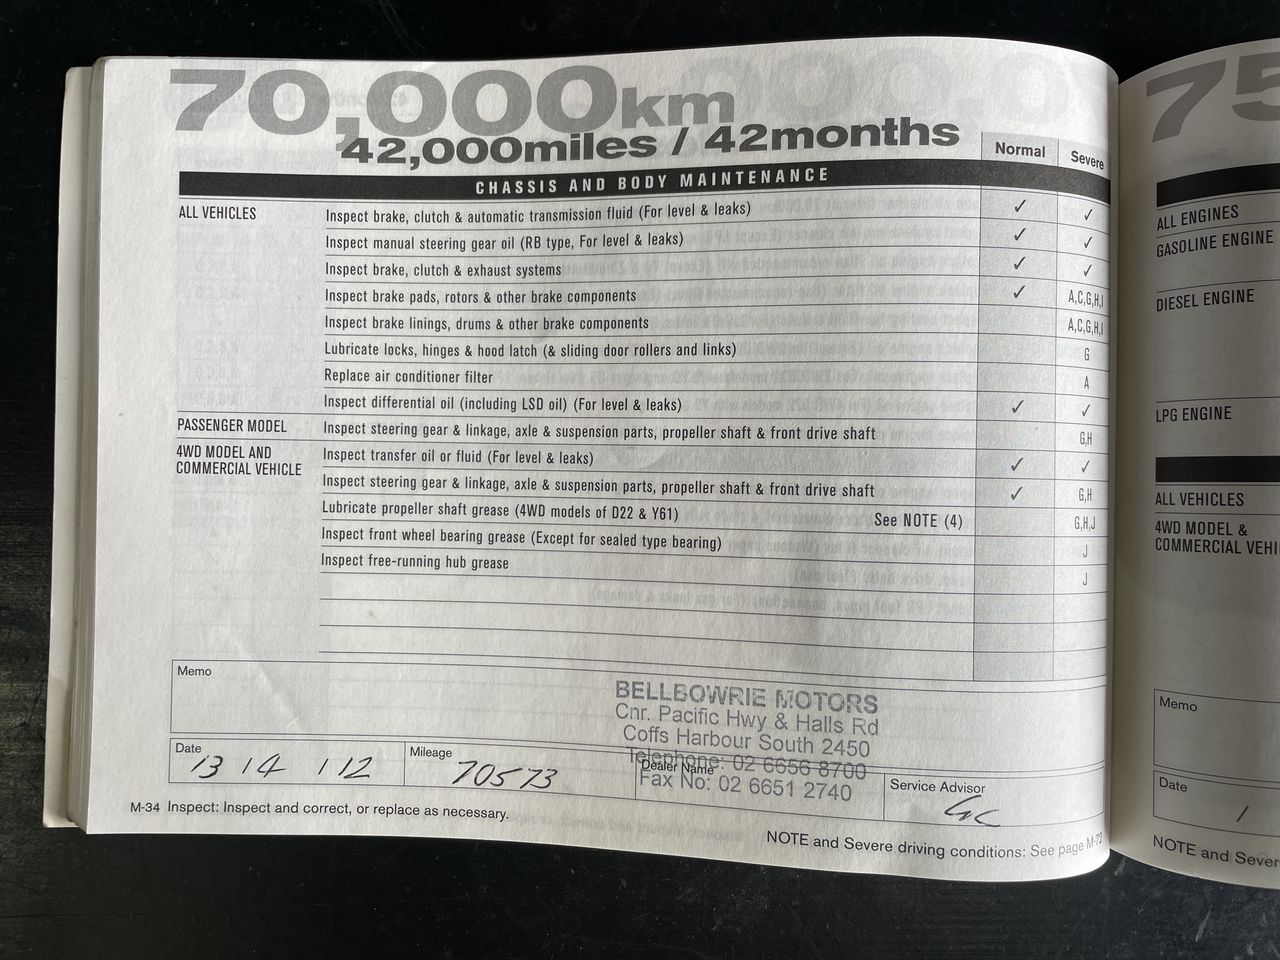 70,000km
42,000miles / 42months
Normal Severe
CHASSIS AND BODY MAINTENANCE
ALL VEHICLES Inspect brake, clutch & automatic transmission fluid (For level & leaks) ✓ ✓
Inspect manual steering gear oil (RB type, For level & leaks) ✓ ✓
Inspect brake, clutch & exhaust systems ✓ ✓
Inspect brake pads, rotors & other brake components ✓ A,C,G,H,I
Inspect brake linings, drums & other brake components A,C,G,H,I
Lubricate locks, hinges & hood latch (& sliding door rollers and links) G
Replace air conditioner filter A
Inspect differential oil (including LSD oil) (For level & leaks) ✓ ✓
PASSENGER MODEL Inspect steering gear & linkage, axle & suspension parts, propeller shaft & front drive shaft G,H
4WD MODEL AND
COMMERCIAL VEHICLE
Inspect transfer oil or fluid (For level & leaks) ✓ ✓
Inspect steering gear & linkage, axle & suspension parts, propeller shaft & front drive shaft ✓ G,H
Lubricate propeller shaft grease (4WD models of D22 & Y61) See NOTE (4) G,H,J
Inspect front wheel bearing grease (Except for sealed type bearing) J
Inspect free-running hub grease J
Memo
BELLBOWRIE MOTORS
Cnr. Pacific Hwy & Halls Rd
Coffs Harbour South 2450
Telephone: 02 6656 8700
Fax No: 02 6651 2740
Date 13 / 4 / 12
Mileage 70573
Dealer Name
Service Advisor GC
M-34 Inspect: Inspect and correct, or replace as necessary.
NOTE and Severe driving conditions: See page M-72
75
ALL ENGINES
GASOLINE ENGINE
DIESEL ENGINE
LPG ENGINE
ALL VEHICLES
4WD MODEL &
COMMERCIAL VEHI
Memo
Date /
NOTE and Sever